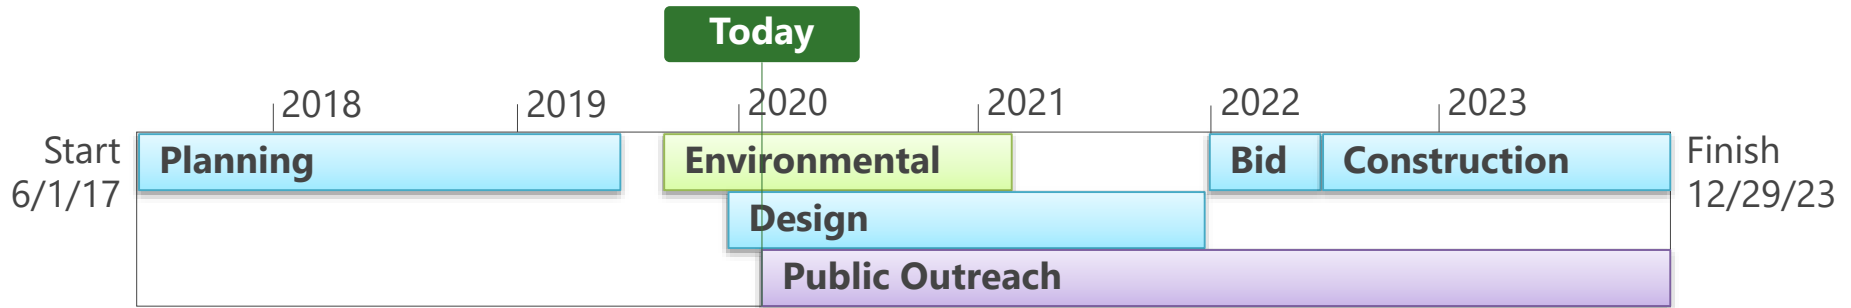 Today
2018
2019
2020
2021
2022
2023
Start
6/1/17
Planning
Environmental
Bid
Construction
Finish
12/29/23
Design
Public Outreach